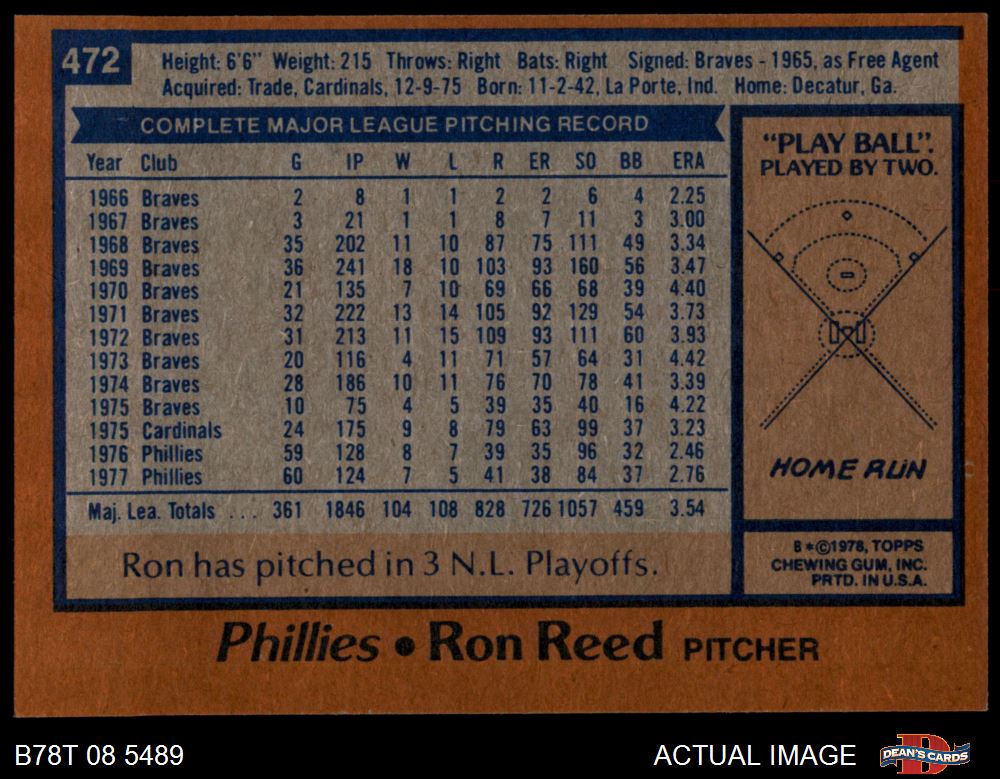 472
Height: 6'6" Weight: 215 Throws: Right Bats: Right Signed: Braves - 1965, as Free Agent
Acquired: Trade, Cardinals, 12-9-75 Born: 11-2-42, La Porte, Ind. Home: Decatur, Ga.
COMPLETE MAJOR LEAGUE PITCHING RECORD
Year Club G IP W L R ER SO BB ERA
1966 Braves 2 8 1 1 2 2 6 4 2.25
1967 Braves 3 21 1 1 8 7 11 3 3.00
1968 Braves 35 202 11 10 87 75 111 49 3.34
1969 Braves 36 241 18 10 103 93 160 56 3.47
1970 Braves 21 135 7 10 69 66 68 39 4.40
1971 Braves 32 222 13 14 105 92 129 54 3.73
1972 Braves 31 213 11 15 109 93 111 60 3.93
1973 Braves 20 116 4 11 71 57 64 31 4.42
1974 Braves 28 186 10 11 76 70 78 41 3.39
1975 Braves 10 75 4 5 39 35 40 16 4.22
1975 Cardinals 24 175 9 8 79 63 99 37 3.23
1976 Phillies 59 128 8 7 39 35 96 32 2.46
1977 Phillies 60 124 7 5 41 38 84 37 2.76
Maj. Lea. Totals . . . 361 1846 104 108 828 726 1057 459 3.54
Ron has pitched in 3 N.L. Playoffs.
"PLAY BALL".
PLAYED BY TWO.
HOME RUN
B*©1978, TOPPS
CHEWING GUM, INC.
PRTD. IN U.S.A.
Phillies • Ron Reed PITCHER
B78T 08 5489
ACTUAL IMAGE
D
DEAN'S CARDS